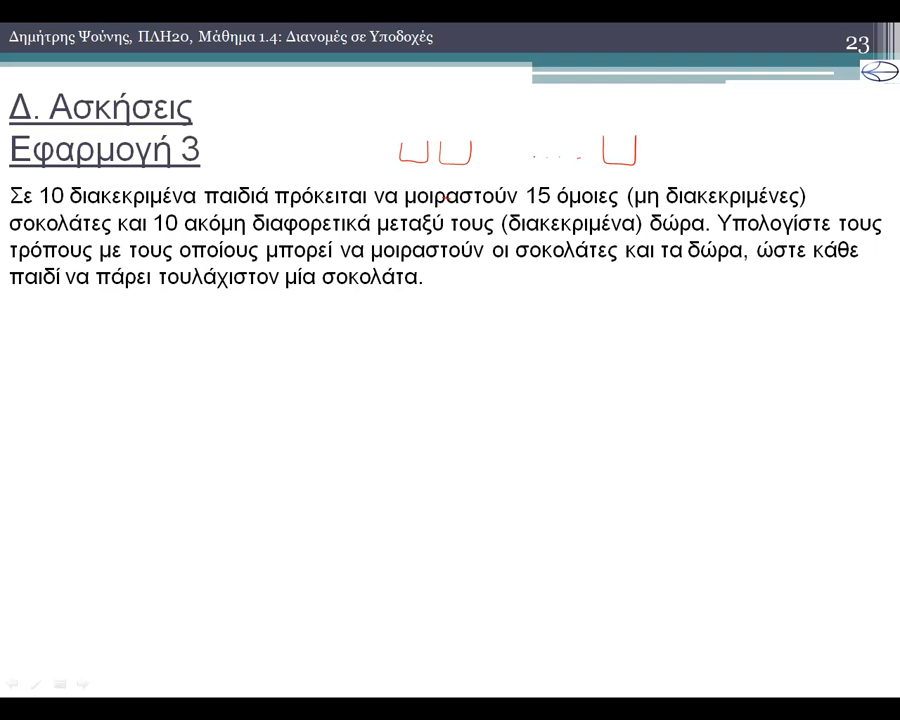 Δημήτρης Ψούνης, ΠΛΗ20, Μάθημα 1.4: Διανομές σε Υποδοχές
23
Δ. Ασκήσεις
Εφαρμογή 3
Σε 10 διακεκριμένα παιδιά πρόκειται να μοιραστούν 15 όμοιες (μη διακεκριμένες)
σοκολάτες και 10 ακόμη διαφορετικά μεταξύ τους (διακεκριμένα) δώρα. Υπολογίστε τους
τρόπους με τους οποίους μπορεί να μοιραστούν οι σοκολάτες και τα δώρα, ώστε κάθε
παιδί να πάρει τουλάχιστον μία σοκολάτα.